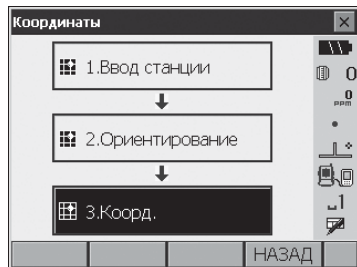 Координаты
1.Ввод станции
0
0
ppm
2.Ориентирование
3.Коорд.
1
НАЗАД